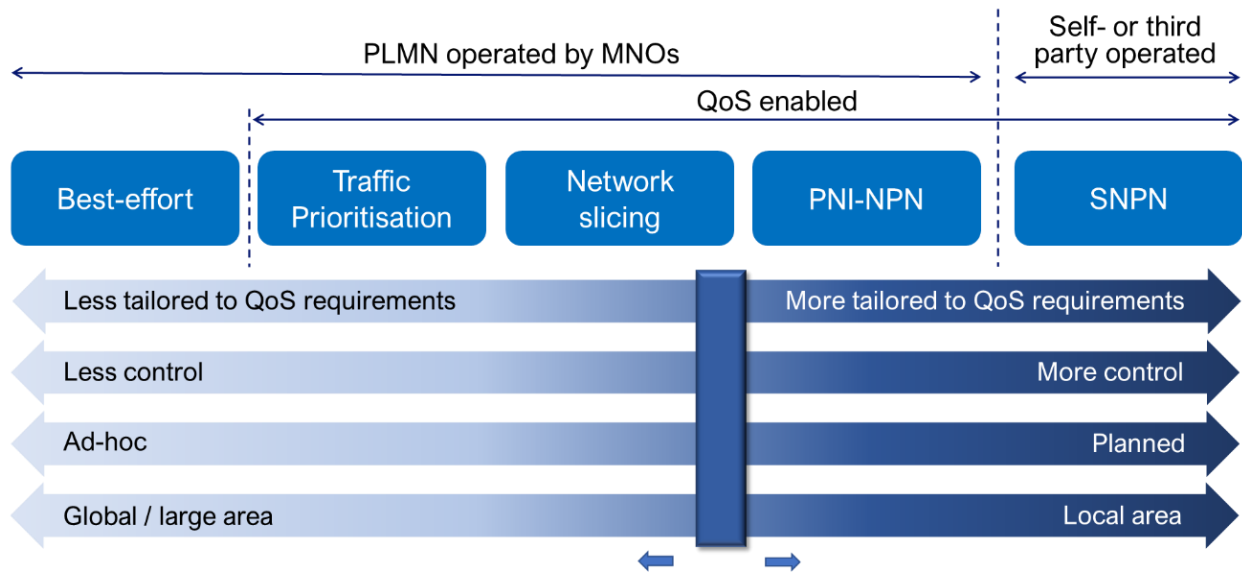 PLMN operated by MNOs
Self- or third
party operated
QoS enabled
Best-effort
Traffic
Prioritisation
Network
slicing
PNI-NPN
SNPN
Less tailored to QoS requirements
More tailored to QoS requirements
Less control
More control
Ad-hoc
Planned
Global / large area
Local area